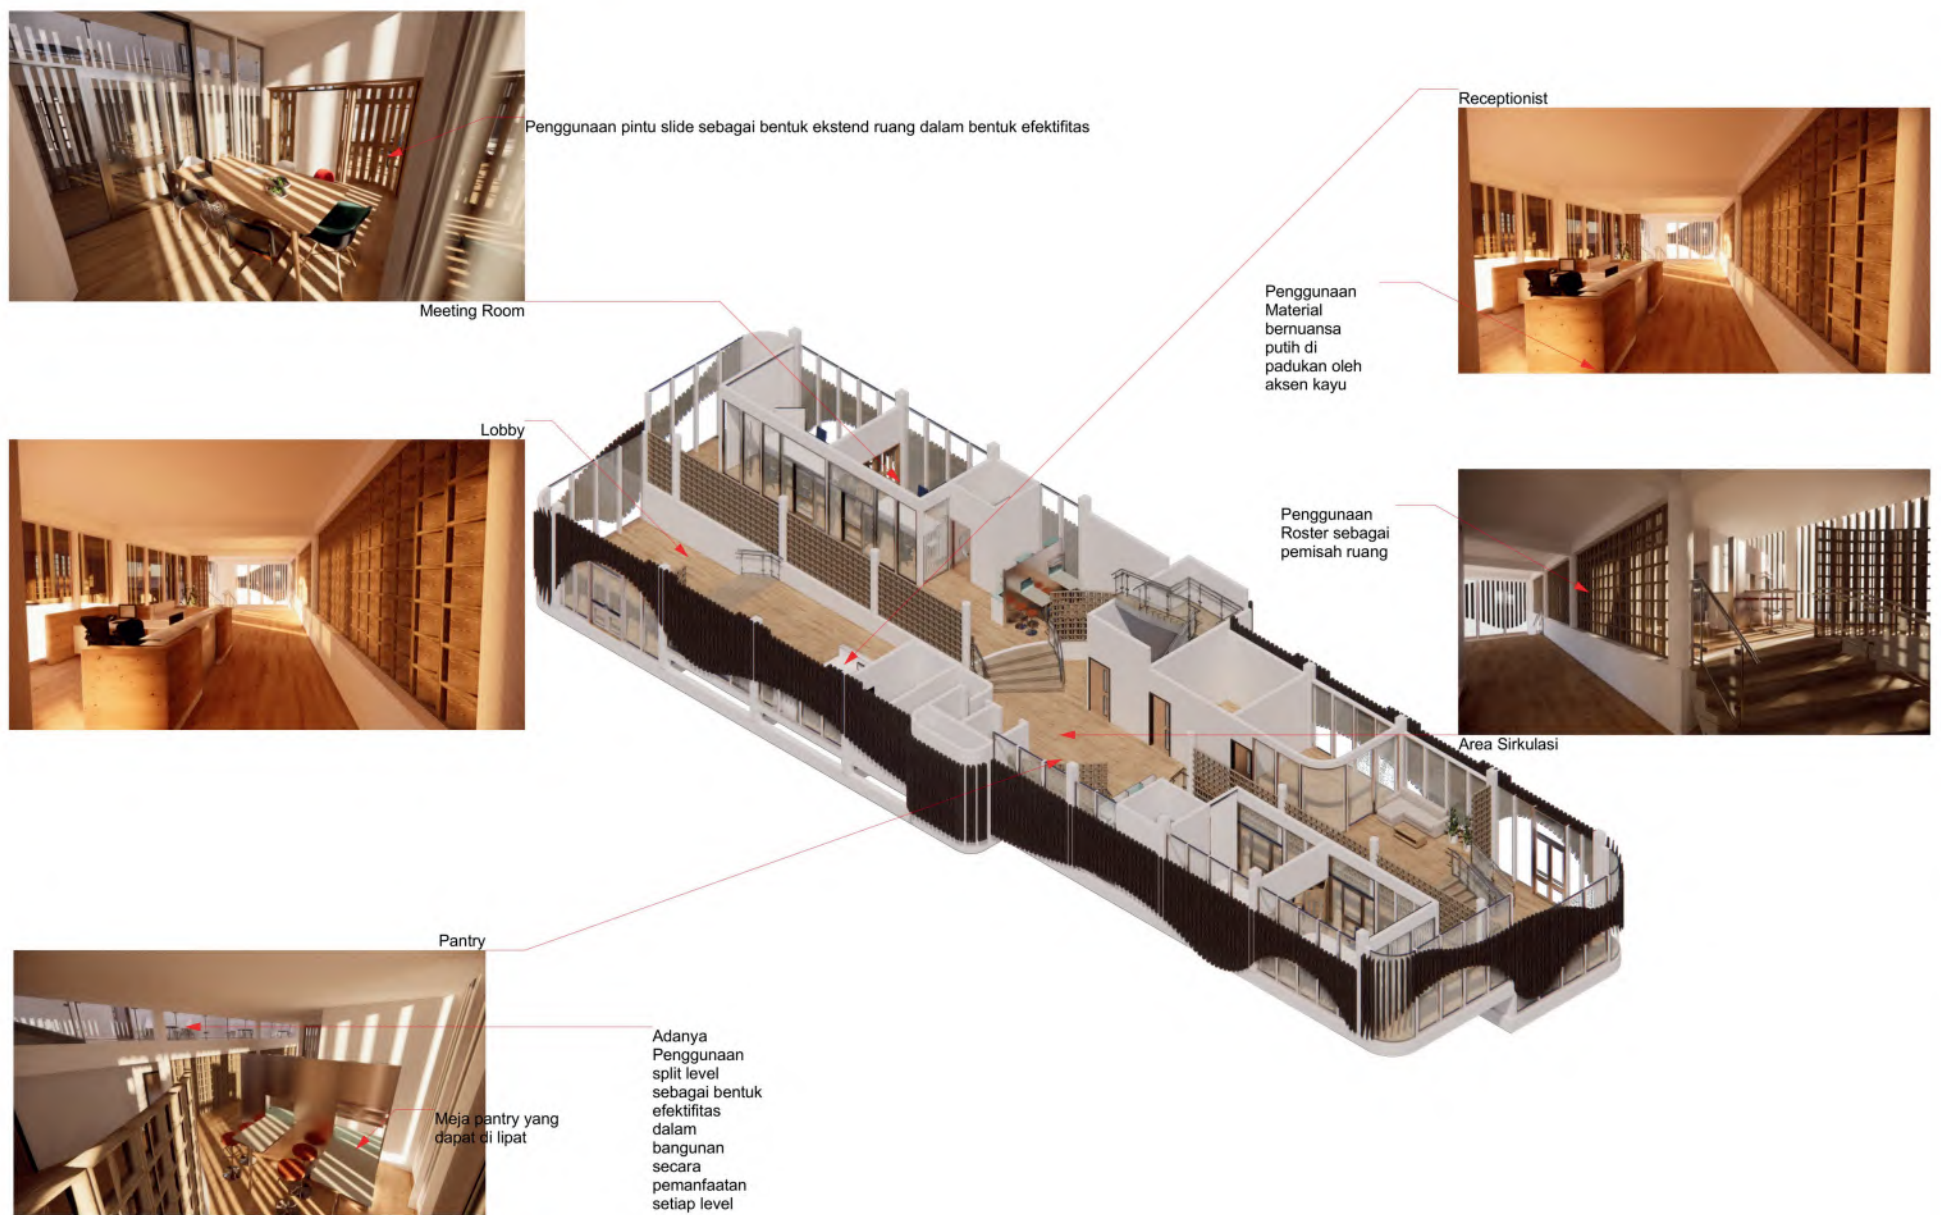 Penggunaan pintu slide sebagai bentuk ekstend ruang dalam bentuk efektifitas
Meeting Room
Lobby
Receptionist
Penggunaan
Material
bernuansa
putih di
padukan oleh
aksen kayu
Penggunaan
Roster sebagai
pemisah ruang
Area Sirkulasi
Pantry
Adanya
Penggunaan
split level
sebagai bentuk
efektifitas
dalam
bangunan
secara
pemanfaatan
setiap level
Meja pantry yang
dapat di lipat